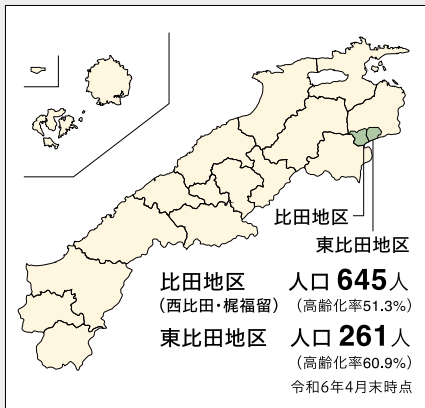 比田地区
東比田地区
比田地区 人口 645人
(西比田・梶福留) (高齢化率51.3%)
東比田地区 人口 261人
(高齢化率60.9%)
令和6年4月末時点